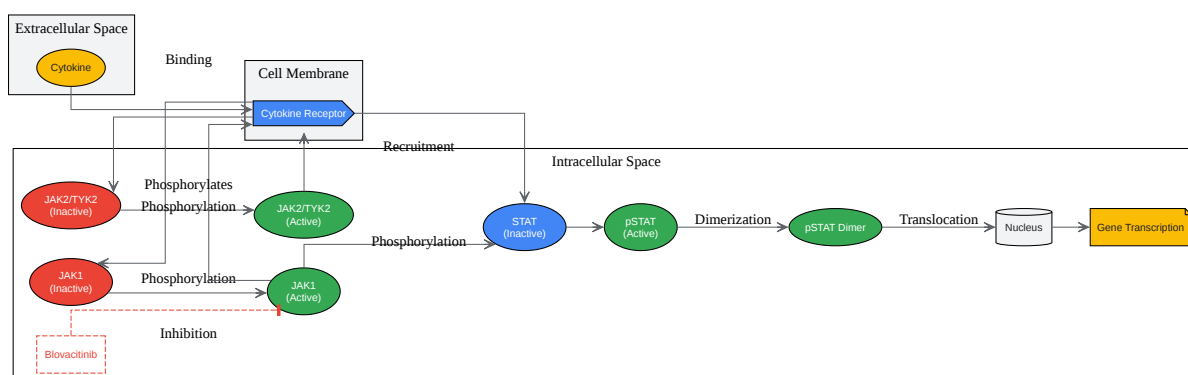 Extracellular Space
Cytokine
Binding
Cell Membrane
Cytokine Receptor
Recruitment
Intracellular Space
JAK2/TYK2
(Inactive)
Phosphorylates
Phosphorylation
JAK2/TYK2
(Active)
STAT
(Inactive)
pSTAT
(Active)
Dimerization
pSTAT Dimer
Translocation
Nucleus
Gene Transcription
Phosphorylation
JAK1
(Inactive)
Phosphorylation
JAK1
(Active)
Inhibition
Blovacitinib